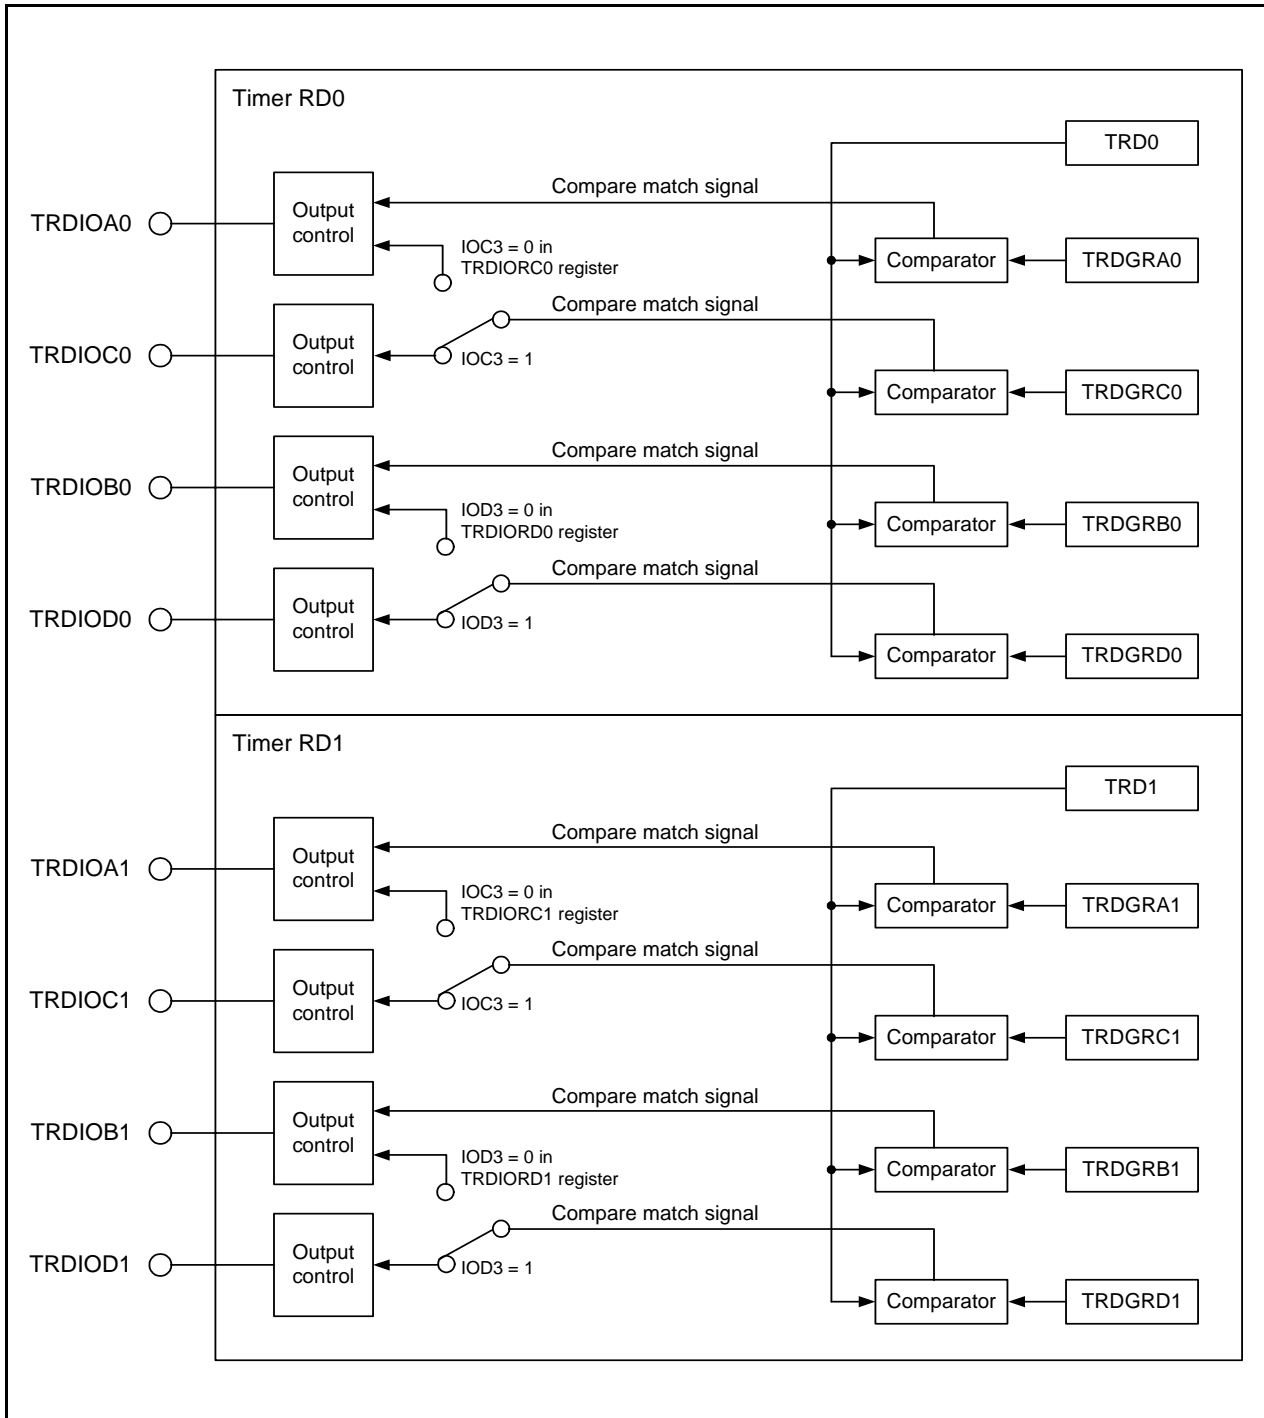 Timer RD0
TRD0
Compare match signal
TRDIOA0
Output
control
IOC3 = 0 in
TRDIORC0 register
Comparator
TRDGRA0
Compare match signal
TRDIOC0
Output
control
IOC3 = 1
Comparator
TRDGRC0
Compare match signal
TRDIOB0
Output
control
IOD3 = 0 in
TRDIORD0 register
Comparator
TRDGRB0
Compare match signal
TRDIOD0
Output
control
IOD3 = 1
Comparator
TRDGRD0
Timer RD1
TRD1
Compare match signal
TRDIOA1
Output
control
IOC3 = 0 in
TRDIORC1 register
Comparator
TRDGRA1
Compare match signal
TRDIOC1
Output
control
IOC3 = 1
Comparator
TRDGRC1
Compare match signal
TRDIOB1
Output
control
IOD3 = 0 in
TRDIORD1 register
Comparator
TRDGRB1
Compare match signal
TRDIOD1
Output
control
IOD3 = 1
Comparator
TRDGRD1